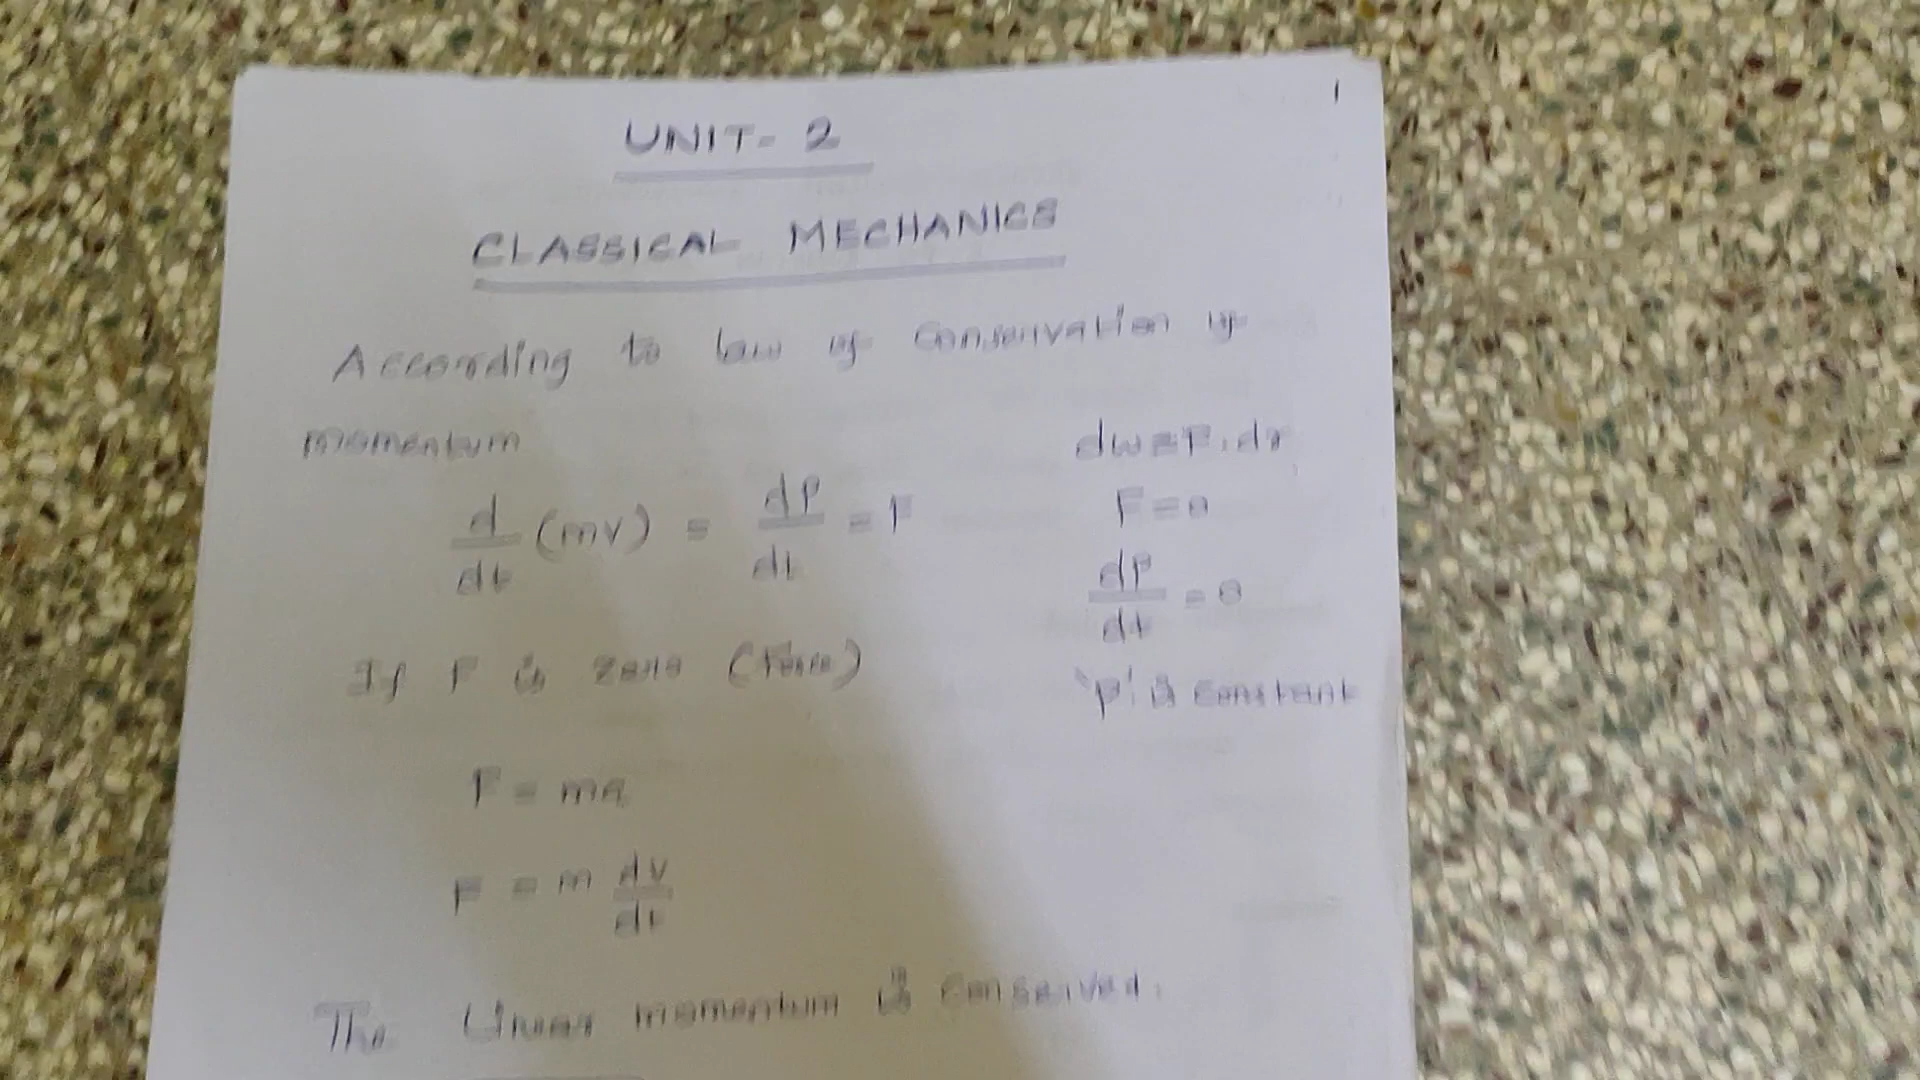 1
UNIT- 2
CLASSICAL MECHANICS
According to law of Conservation of
momentum
d/dt (mv) = dP/dt = F
If F is zero (Force)
F = ma
F = m dv/dt
dw = F. dr
F = 0
dP/dt = 0
'P' is constant
The Linear momentum is conserved.